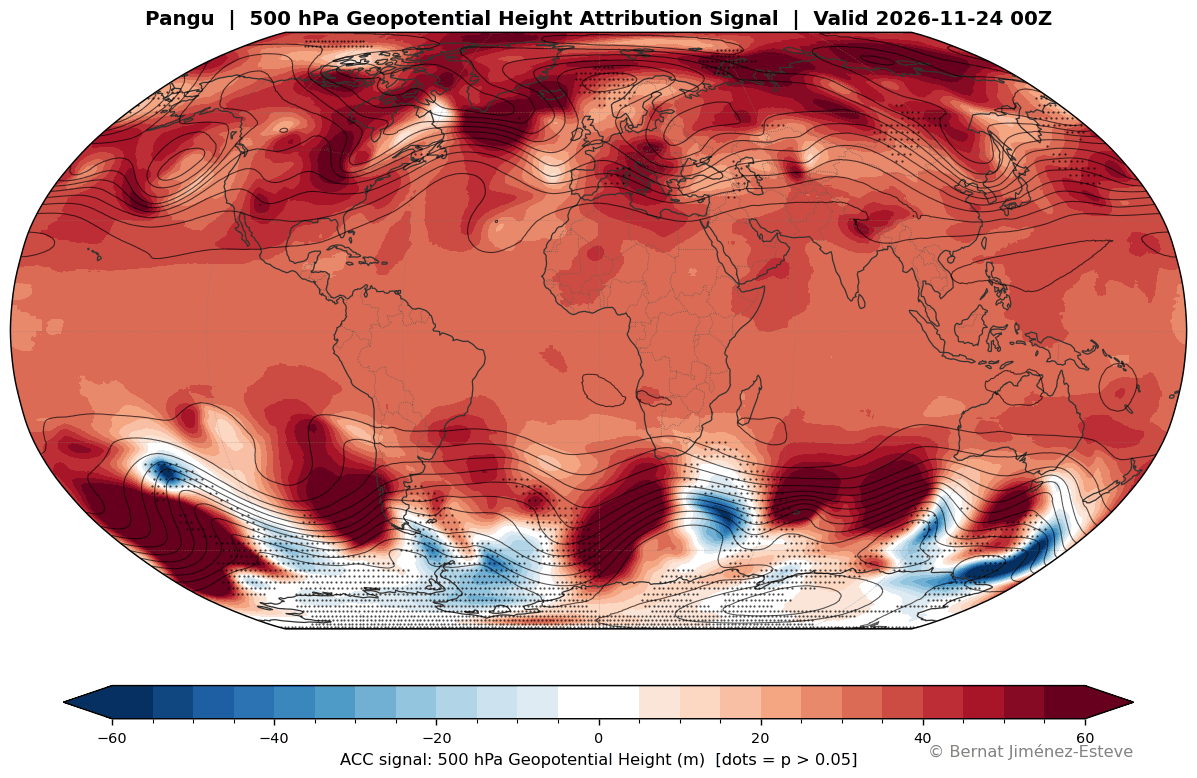 Pangu | 500 hPa Geopotential Height Attribution Signal | Valid 2026-11-24 00Z
−60 −40 −20 0 20 40 60
ACC signal: 500 hPa Geopotential Height (m) [dots = p > 0.05]
© Bernat Jiménez-Esteve